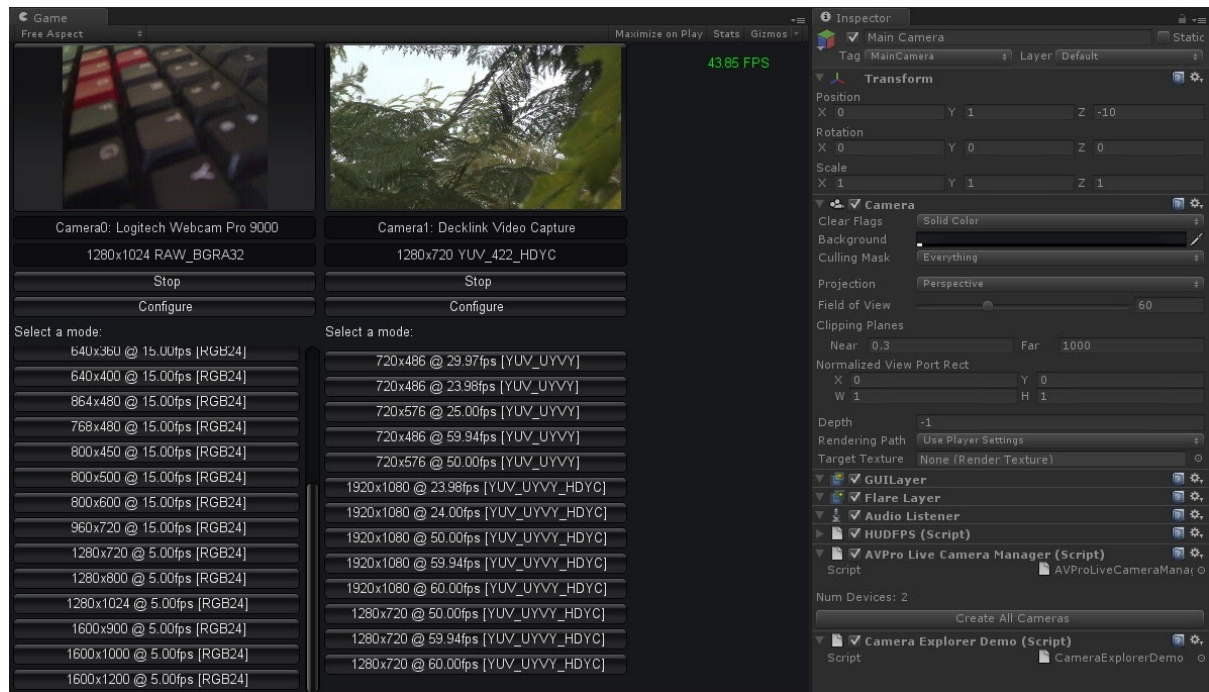 Game
Free Aspect
Maximize on Play Stats Gizmos
43.85 FPS
Camera0: Logitech Webcam Pro 9000
1280x1024 RAW_BGRA32
Stop
Configure
Select a mode:
640x360 @ 15.00fps [RGB24]
640x400 @ 15.00fps [RGB24]
864x480 @ 15.00fps [RGB24]
768x480 @ 15.00fps [RGB24]
800x450 @ 15.00fps [RGB24]
800x500 @ 15.00fps [RGB24]
800x600 @ 15.00fps [RGB24]
960x720 @ 15.00fps [RGB24]
1280x720 @ 5.00fps [RGB24]
1280x800 @ 5.00fps [RGB24]
1280x1024 @ 5.00fps [RGB24]
1600x900 @ 5.00fps [RGB24]
1600x1000 @ 5.00fps [RGB24]
1600x1200 @ 5.00fps [RGB24]
Camera1: Decklink Video Capture
1280x720 YUV_422_HDYC
Stop
Configure
Select a mode:
720x486 @ 29.97fps [YUV_UYVY]
720x486 @ 23.98fps [YUV_UYVY]
720x576 @ 25.00fps [YUV_UYVY]
720x486 @ 59.94fps [YUV_UYVY]
720x576 @ 50.00fps [YUV_UYVY]
1920x1080 @ 23.98fps [YUV_UYVY_HDYC]
1920x1080 @ 24.00fps [YUV_UYVY_HDYC]
1920x1080 @ 50.00fps [YUV_UYVY_HDYC]
1920x1080 @ 59.94fps [YUV_UYVY_HDYC]
1920x1080 @ 60.00fps [YUV_UYVY_HDYC]
1280x720 @ 50.00fps [YUV_UYVY_HDYC]
1280x720 @ 59.94fps [YUV_UYVY_HDYC]
1280x720 @ 60.00fps [YUV_UYVY_HDYC]
Inspector
Main Camera Static
Tag MainCamera Layer Default
Transform
Position
X 0 Y 1 Z -10
Rotation
X 0 Y 0 Z 0
Scale
X 1 Y 1 Z 1
Camera
Clear Flags Solid Color
Background
Culling Mask Everything
Projection Perspective
Field of View 60
Clipping Planes
Near 0.3 Far 1000
Normalized View Port Rect
X 0 Y 0
W 1 H 1
Depth -1
Rendering Path Use Player Settings
Target Texture None (Render Texture)
GUILayer
Flare Layer
Audio Listener
HUDFPS (Script)
AVPro Live Camera Manager (Script)
Script AVProLiveCameraMana
Num Devices: 2
Create All Cameras
Camera Explorer Demo (Script)
Script CameraExplorerDemo